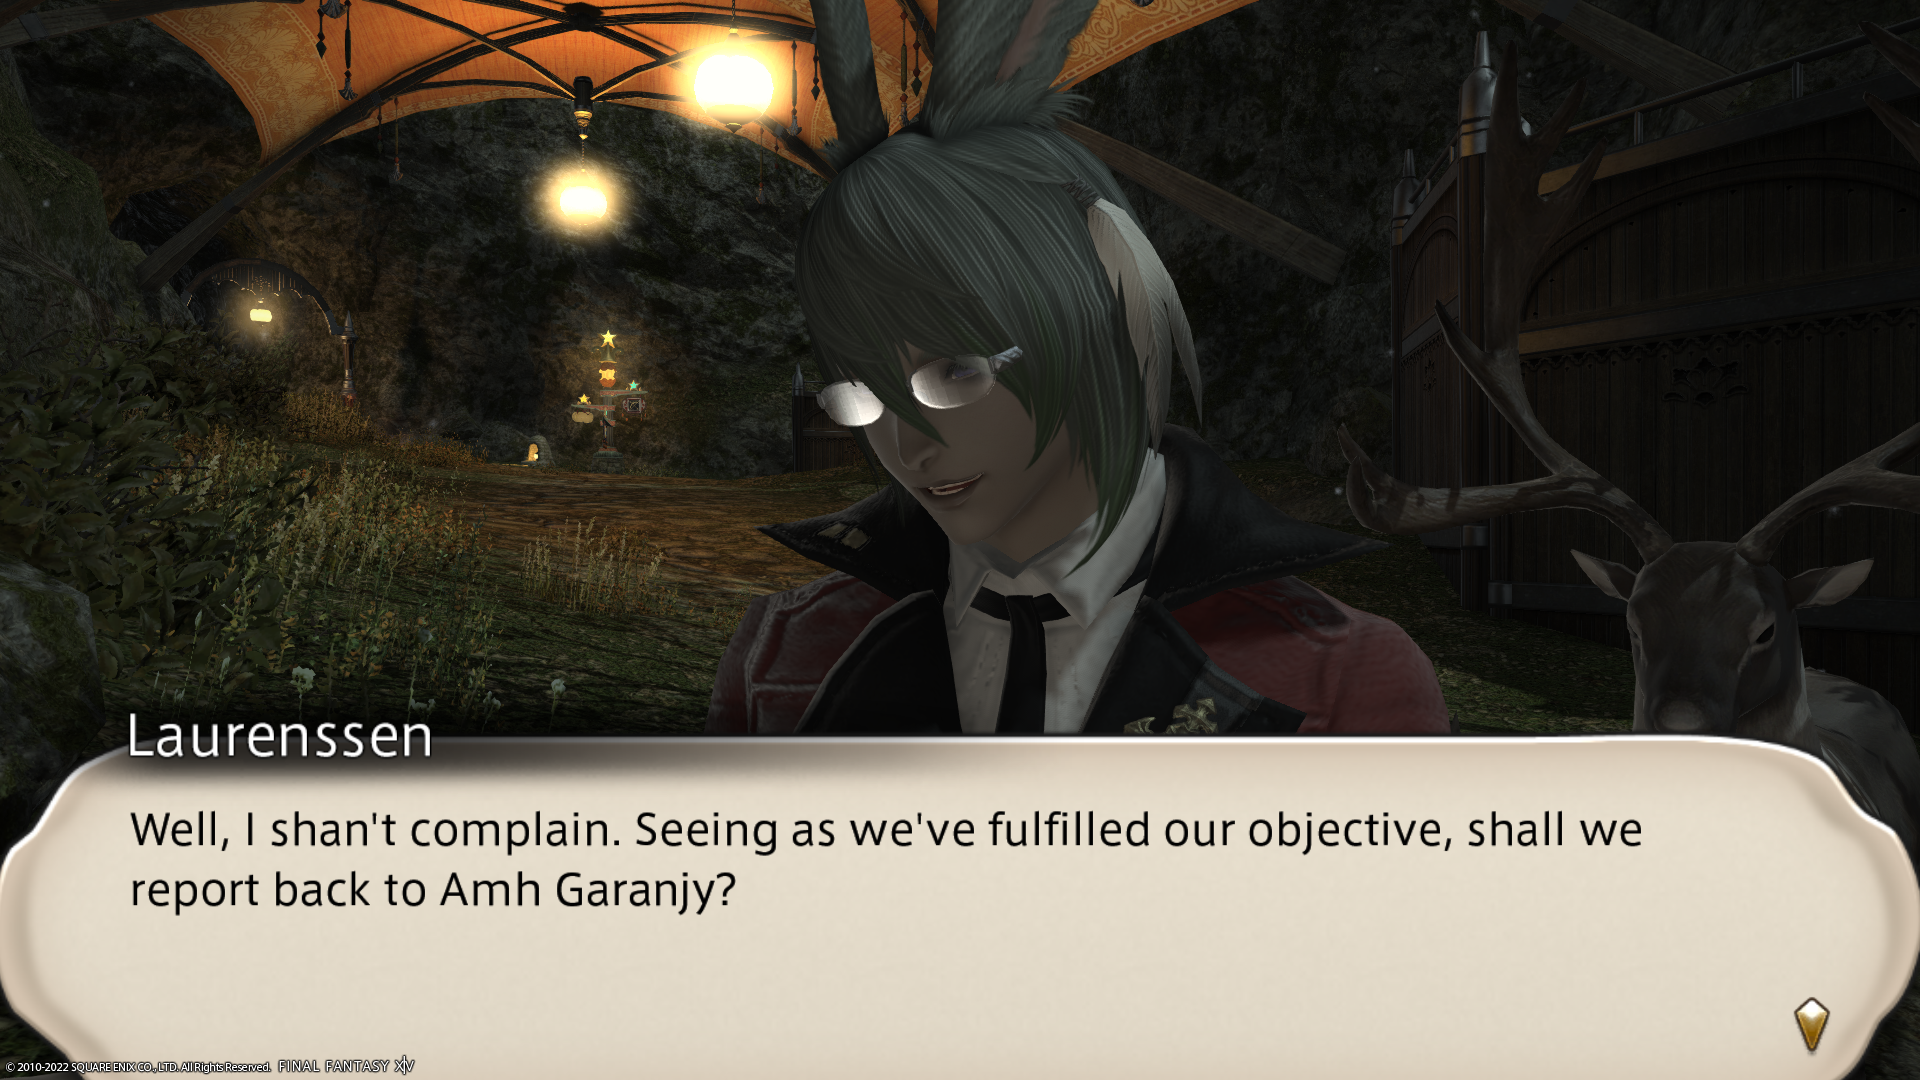 Laurenssen
Well, I shan't complain. Seeing as we've fulfilled our objective, shall we
report back to Amh Garanjy?
© 2010-2022 SQUARE ENIX CO., LTD. All Rights Reserved. FINAL FANTASY XIV